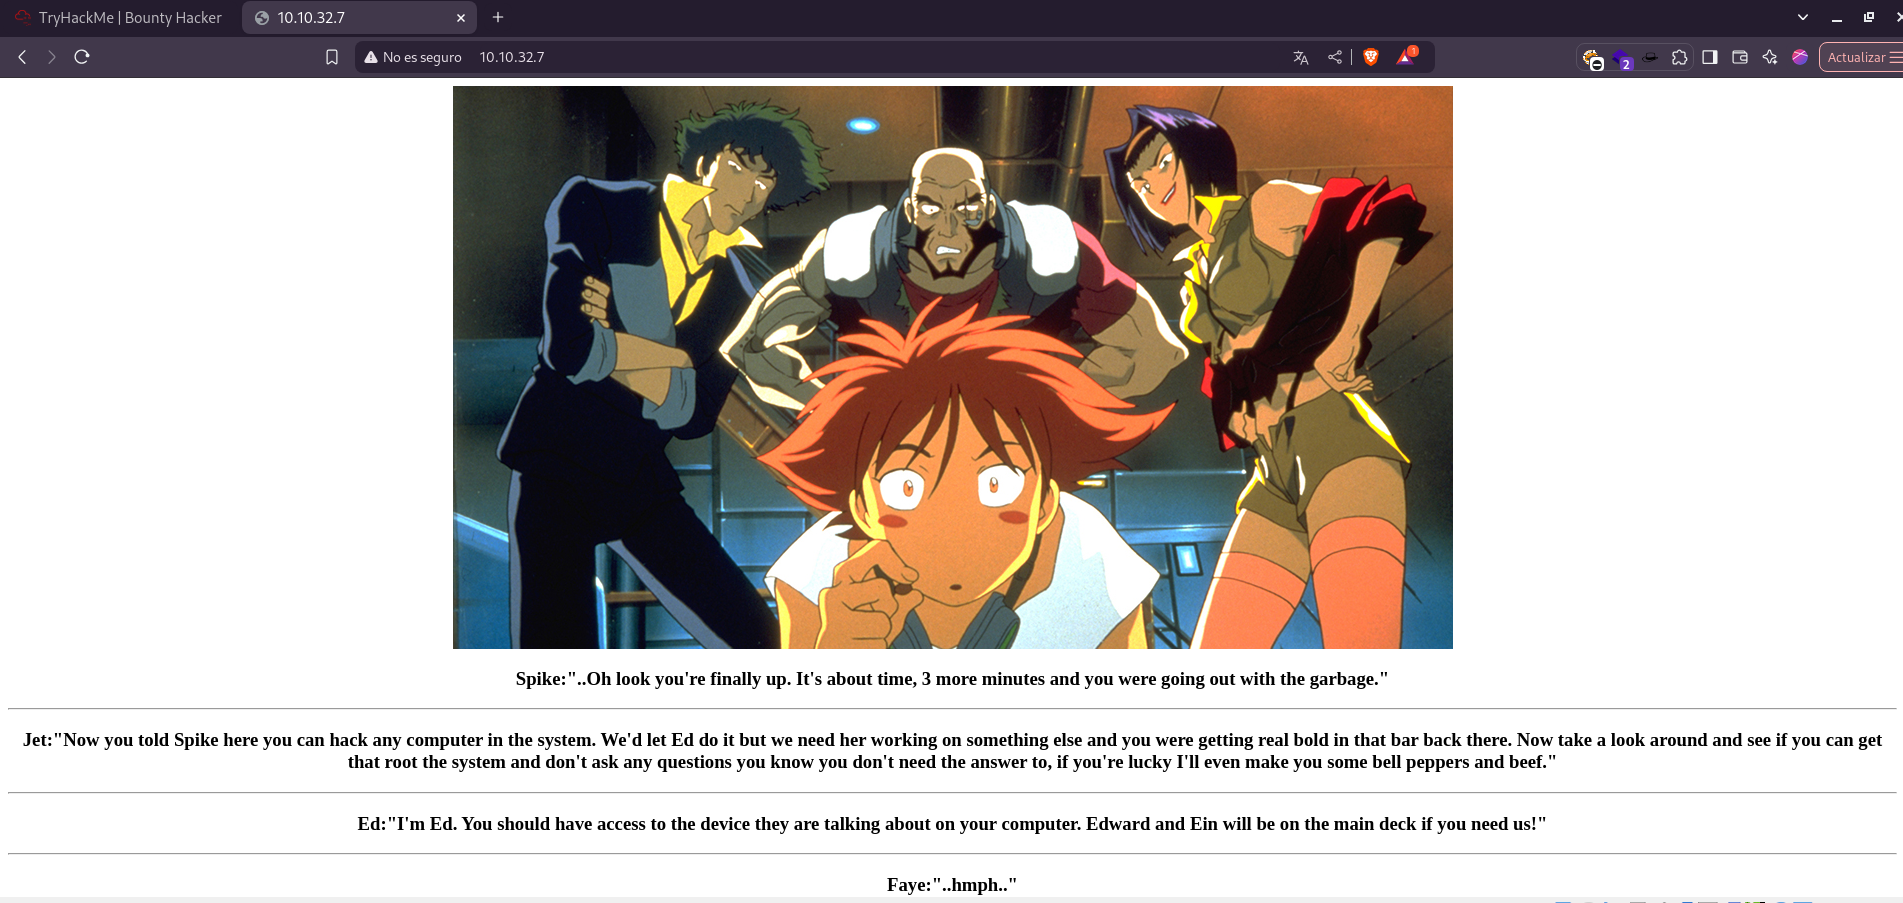 TryHackMe | Bounty Hacker
10.10.32.7
No es seguro
10.10.32.7
1
2
Actualizar
Spike:"..Oh look you're finally up. It's about time, 3 more minutes and you were going out with the garbage."
Jet:"Now you told Spike here you can hack any computer in the system. We'd let Ed do it but we need her working on something else and you were getting real bold in that bar back there. Now take a look around and see if you can get
that root the system and don't ask any questions you know you don't need the answer to, if you're lucky I'll even make you some bell peppers and beef."
Ed:"I'm Ed. You should have access to the device they are talking about on your computer. Edward and Ein will be on the main deck if you need us!"
Faye:"..hmph.."